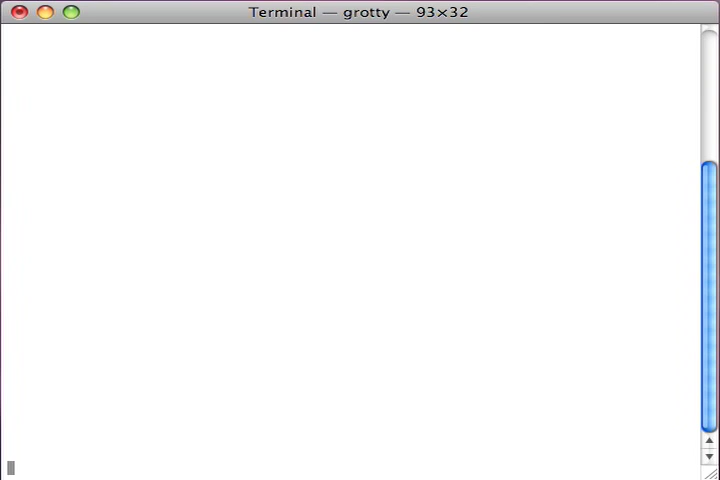 Terminal — grotty — 93×32